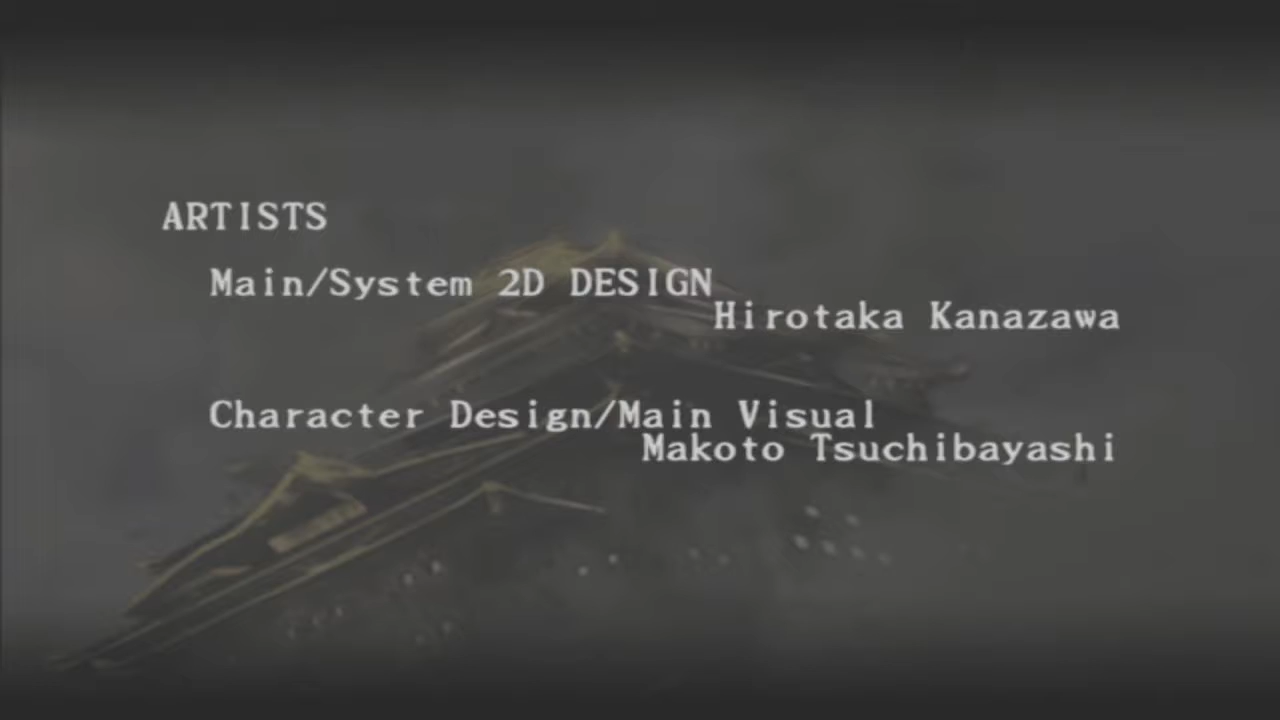 ARTISTS
Main/System 2D DESIGN
Hirotaka Kanazawa
Character Design/Main Visual
Makoto Tsuchibayashi